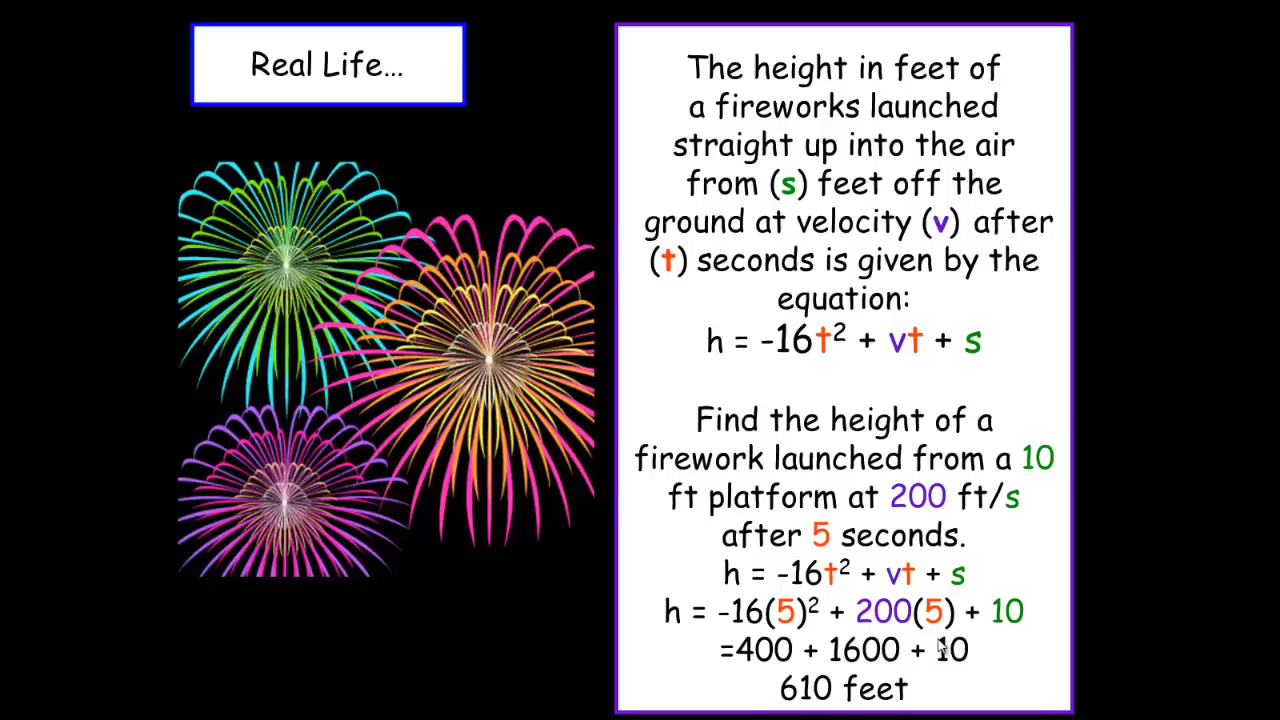 Real Life...
The height in feet of
a fireworks launched
straight up into the air
from (s) feet off the
ground at velocity (v) after
(t) seconds is given by the
equation:
h = -16t² + vt + s
Find the height of a
firework launched from a 10
ft platform at 200 ft/s
after 5 seconds.
h = -16t² + vt + s
h = -16(5)² + 200(5) + 10
=400 + 1600 + 10
610 feet